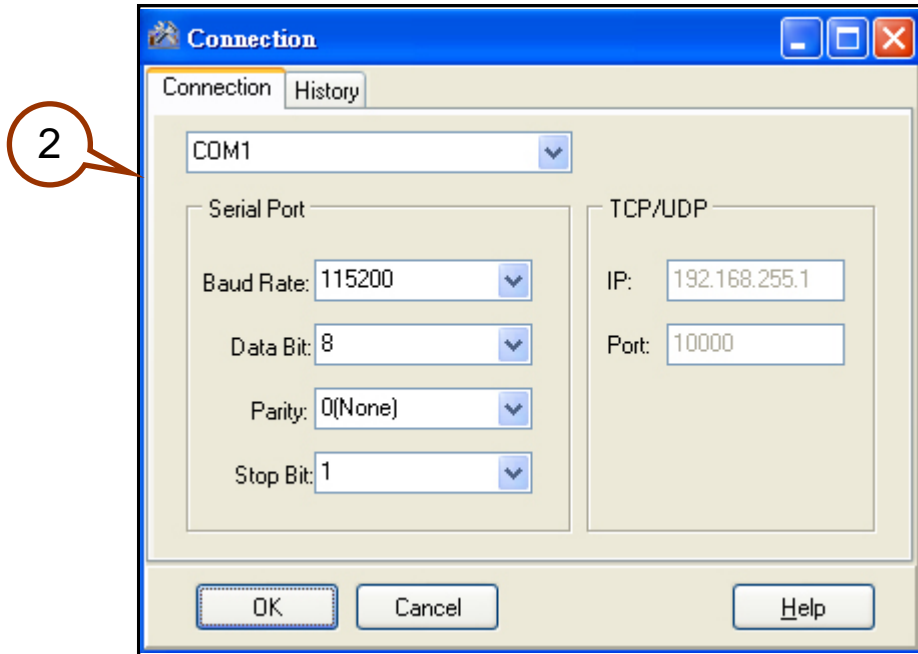 Connection
Connection History
2
COM1
Serial Port
Baud Rate: 115200
Data Bit: 8
Parity: 0(None)
Stop Bit: 1
TCP/UDP
IP: 192.168.255.1
Port: 10000
OK Cancel Help